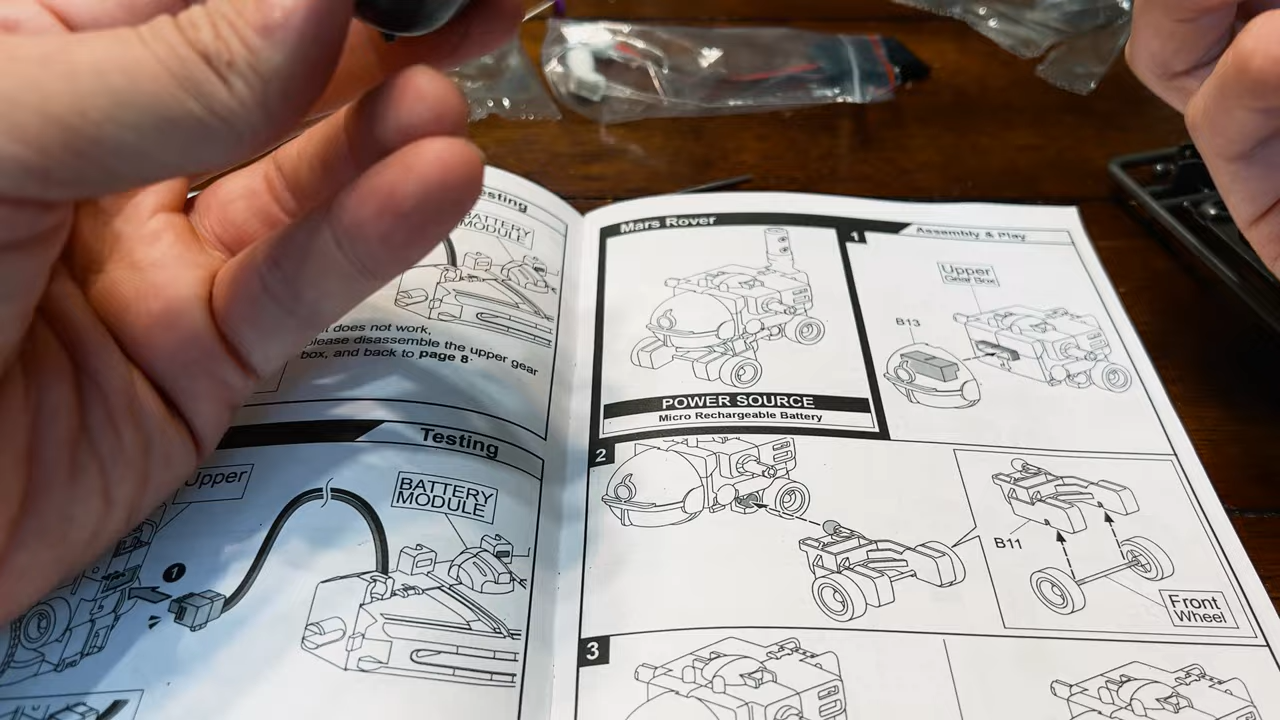 esting
BATTERY
MODULE
t does not work,
please disassemble the upper gear
box, and back to page 8.
Testing
Upper
BATTERY
MODULE
1
Mars Rover
POWER SOURCE
Micro Rechargeable Battery
1
Assembly & Play
Upper
Gear Box
B13
2
B11
Front
Wheel
3